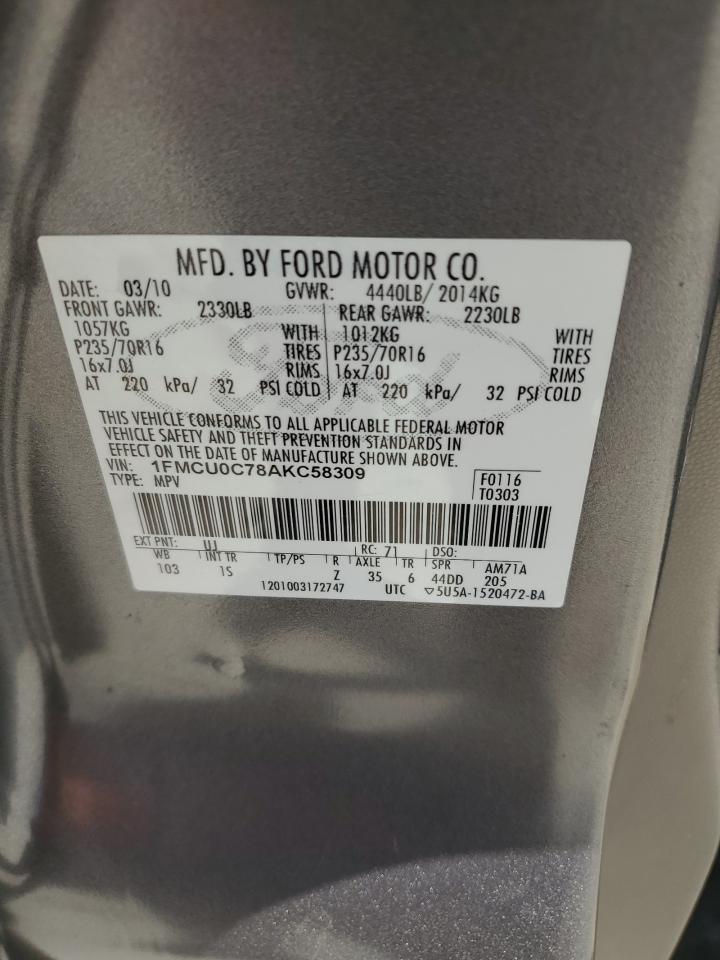 MFD. BY FORD MOTOR CO.
DATE: 03/10 GVWR: 4440LB/ 2014KG
FRONT GAWR: 2330LB REAR GAWR: 2230LB
1057KG WITH 1012KG WITH
P235/70R16 TIRES P235/70R16 TIRES
16x7.0J RIMS 16x7.0J RIMS
AT 220 kPa/ 32 PSI COLD AT 220 kPa/ 32 PSI COLD
Ford
THIS VEHICLE CONFORMS TO ALL APPLICABLE FEDERAL MOTOR
VEHICLE SAFETY AND THEFT PREVENTION STANDARDS IN
EFFECT ON THE DATE OF MANUFACTURE SHOWN ABOVE.
VIN: 1FMCU0C78AKC58309 F0116
TYPE: MPV T0303
EXT PNT: UJ RC: 71 DSO:
WB INT TR TP/PS R AXLE TR SPR AM71A
103 1S Z 35 6 44DD 205
1201003172747 UTC ▽5U5A-1520472-BA